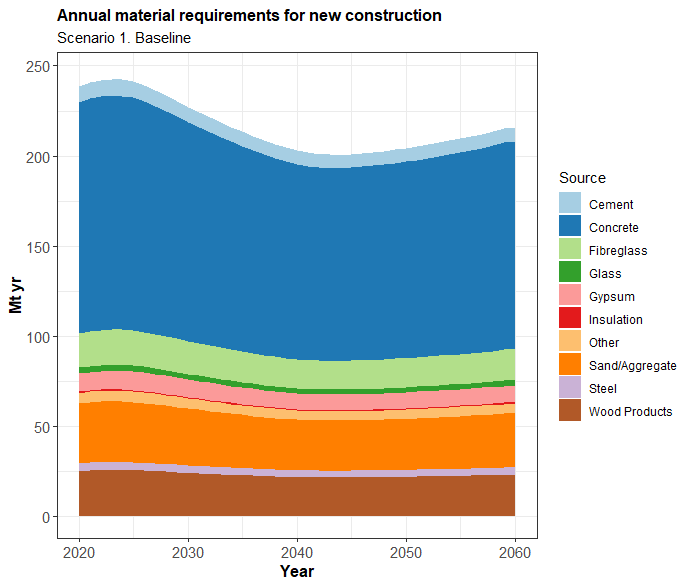 Annual material requirements for new construction
Scenario 1. Baseline
250
200
150
100
50
0
Mt yr
2020 2030 2040 2050 2060
Year
Source
Cement
Concrete
Fibreglass
Glass
Gypsum
Insulation
Other
Sand/Aggregate
Steel
Wood Products